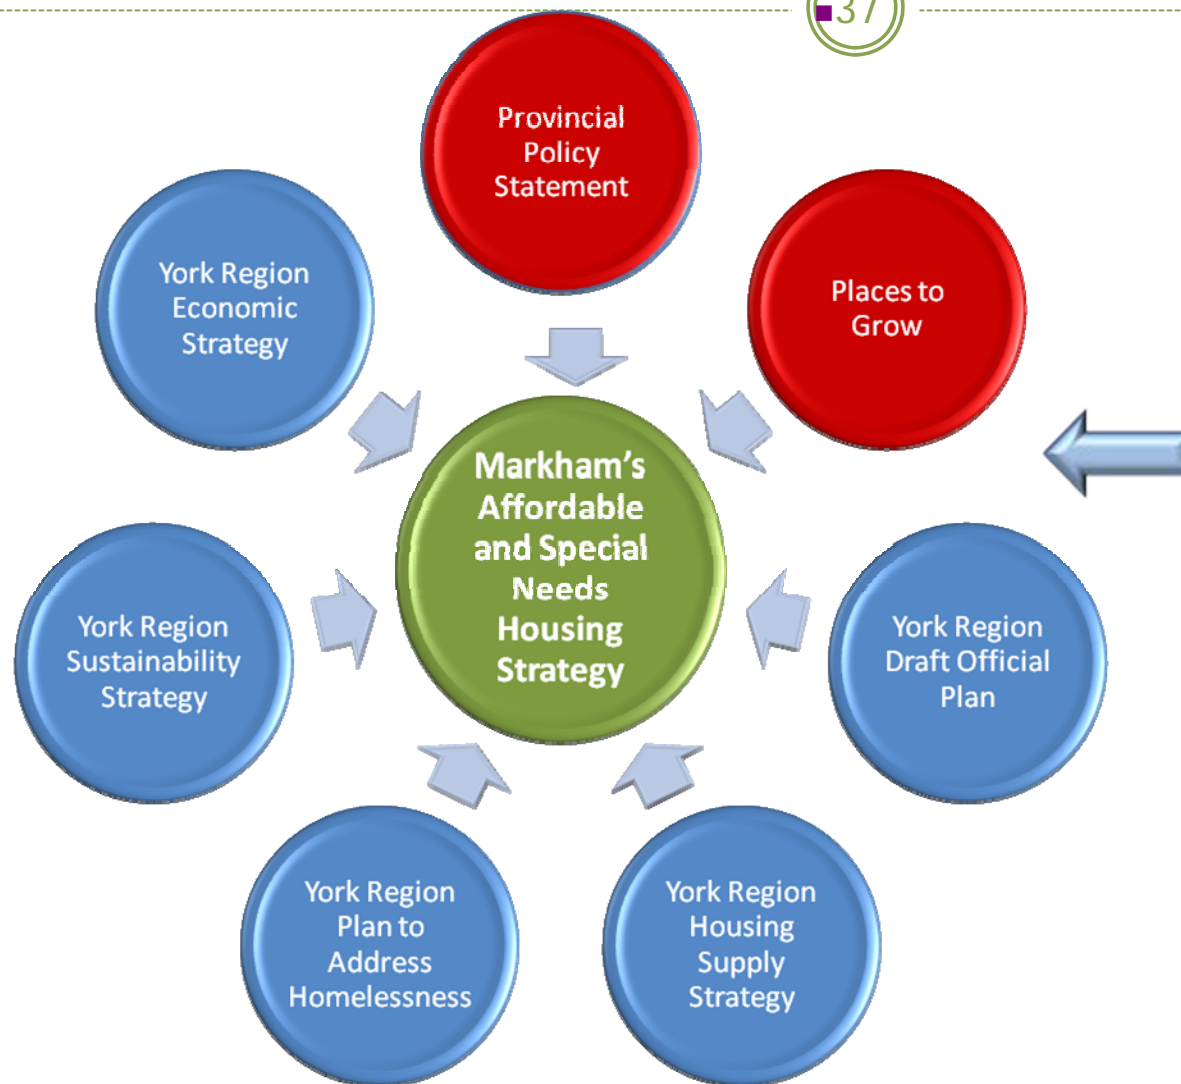 37
Provincial
Policy
Statement
York Region
Economic
Strategy
Places to
Grow
Markham’s
Affordable
and Special
Needs
Housing
Strategy
York Region
Sustainability
Strategy
York Region
Draft Official
Plan
York Region
Plan to
Address
Homelessness
York Region
Housing
Supply
Strategy